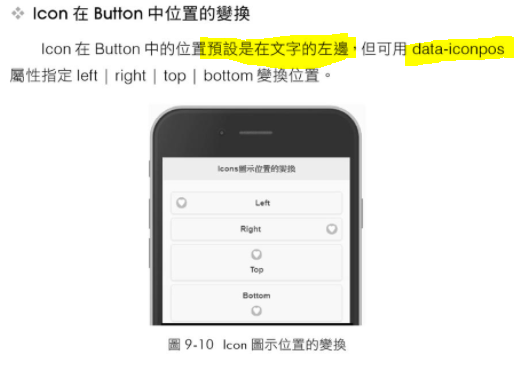 ❖ Icon 在 Button 中位置的變換
Icon 在 Button 中的位置預設是在文字的左邊，但可用 data-iconpos
屬性指定 left | right | top | bottom 變換位置。
Icons圖示位置的變換
Left
Right
Top
Bottom
圖 9-10 Icon 圖示位置的變換